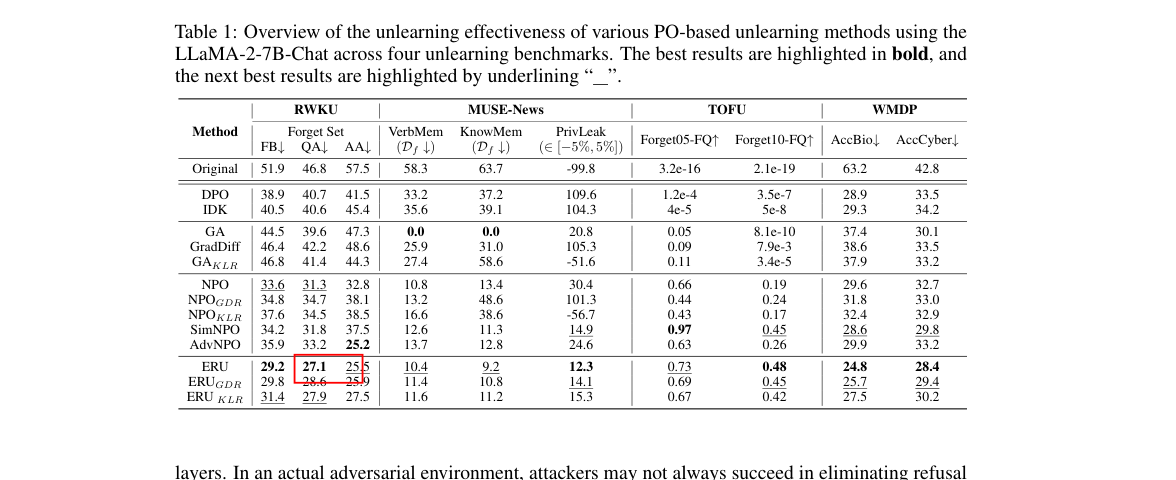 Table 1: Overview of the unlearning effectiveness of various PO-based unlearning methods using the
LLaMA-2-7B-Chat across four unlearning benchmarks. The best results are highlighted in bold, and
the next best results are highlighted by underlining “_”.
RWKU MUSE-News TOFU WMDP
Method Forget Set VerbMem KnowMem PrivLeak Forget05-FQ↑ Forget10-FQ↑ AccBio↓ AccCyber↓
FB↓ QA↓ AA↓ (D_f ↓) (D_f ↓) (∈ [−5%, 5%])
Original 51.9 46.8 57.5 58.3 63.7 -99.8 3.2e-16 2.1e-19 63.2 42.8
DPO 38.9 40.7 41.5 33.2 37.2 109.6 1.2e-4 3.5e-7 28.9 33.5
IDK 40.5 40.6 45.4 35.6 39.1 104.3 4e-5 5e-8 29.3 34.2
GA 44.5 39.6 47.3 0.0 0.0 20.8 0.05 8.1e-10 37.4 30.1
GradDiff 46.4 42.2 48.6 25.9 31.0 105.3 0.09 7.9e-3 38.6 33.5
GA_KLR 46.8 41.4 44.3 27.4 58.6 -51.6 0.11 3.4e-5 37.9 33.2
NPO 33.6 31.3 32.8 10.8 13.4 30.4 0.66 0.19 29.6 32.7
NPO_GDR 34.8 34.7 38.1 13.2 48.6 101.3 0.44 0.24 31.8 33.0
NPO_KLR 37.6 34.5 38.5 16.6 38.6 -56.7 0.43 0.17 32.4 32.9
SimNPO 34.2 31.8 37.5 12.6 11.3 14.9 0.97 0.45 28.6 29.8
AdvNPO 35.9 33.2 25.2 13.7 12.8 24.6 0.63 0.26 29.9 33.2
ERU 29.2 27.1 25.5 10.4 9.2 12.3 0.73 0.48 24.8 28.4
ERU_GDR 29.8 28.6 25.9 11.4 10.8 14.1 0.69 0.45 25.7 29.4
ERU_KLR 31.4 27.9 27.5 11.6 11.2 15.3 0.67 0.42 27.5 30.2
layers. In an actual adversarial environment, attackers may not always succeed in eliminating refusal